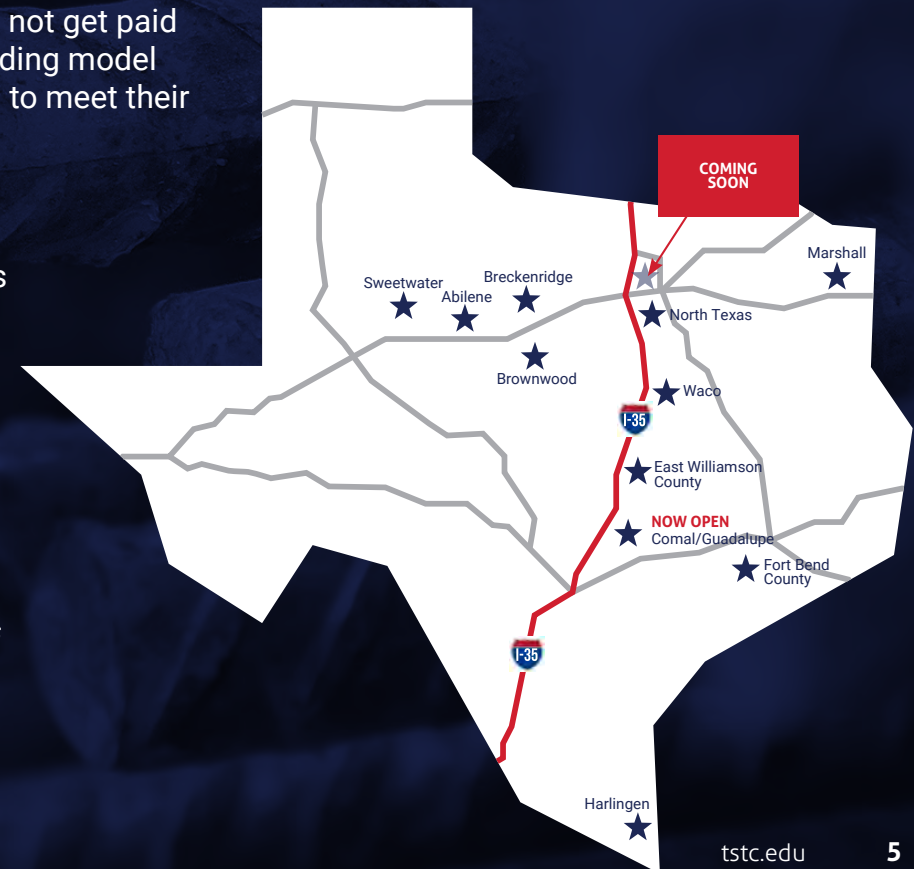 not get paid
ding model
to meet their
s
COMING
SOON
Marshall
Sweetwater
Abilene
Breckenridge
North Texas
Brownwood
Waco
I-35
East Williamson
County
NOW OPEN
Comal/Guadalupe
Fort Bend
County
I-35
Harlingen
tstc.edu 5